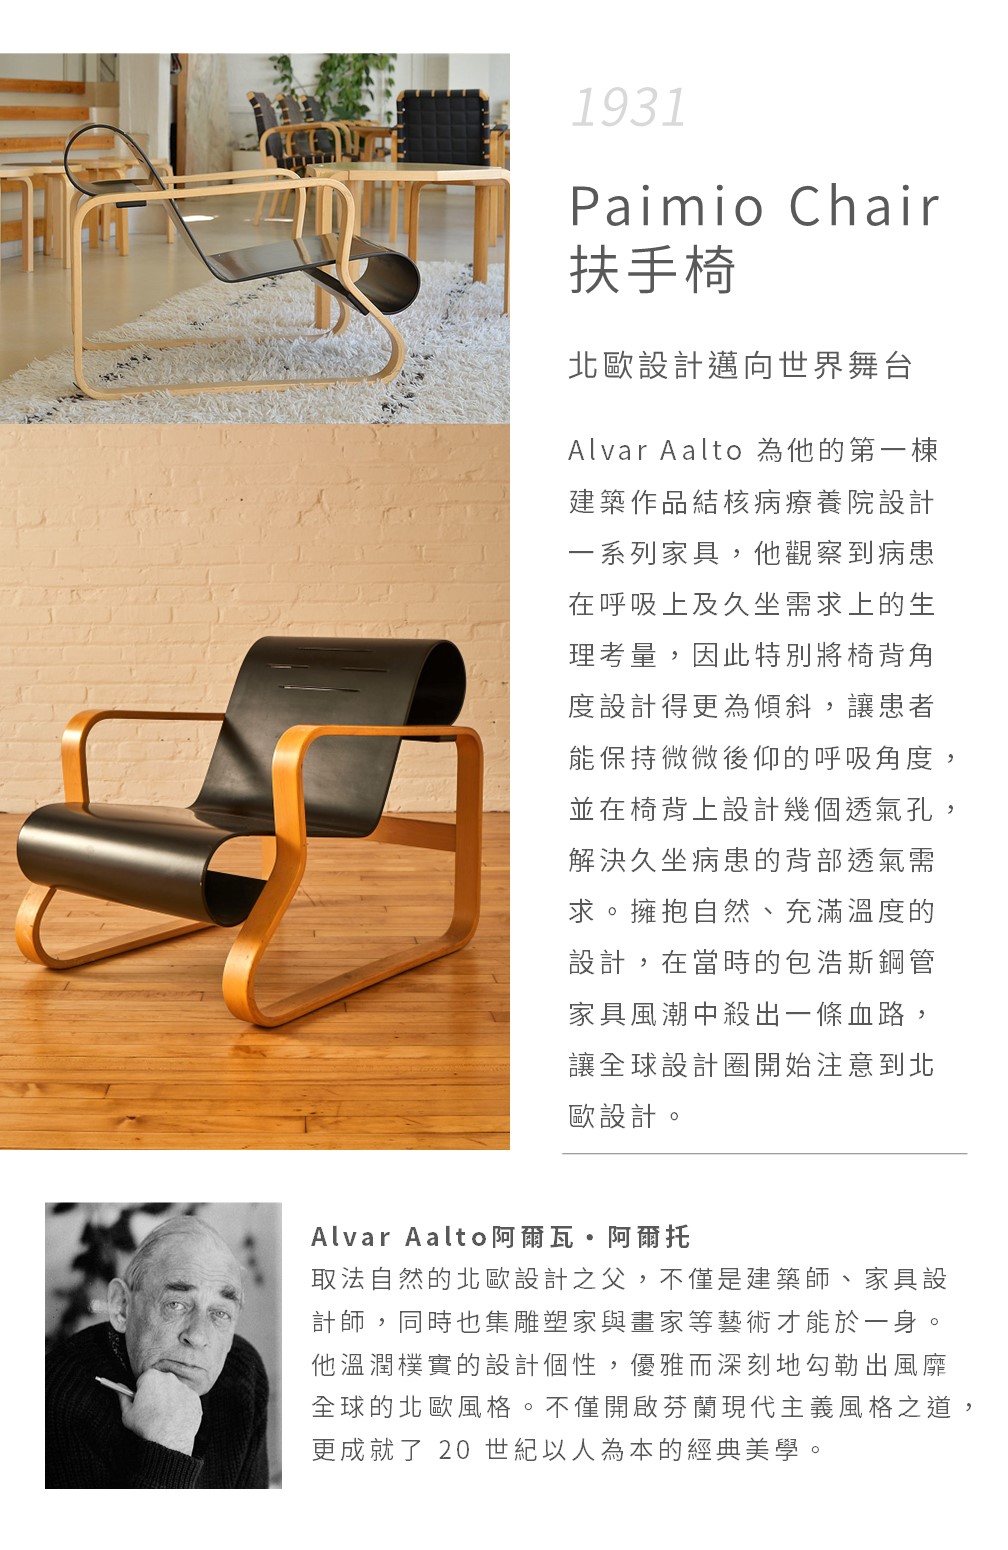 1931
Paimio Chair
扶手椅
北歐設計邁向世界舞台
Alvar Aalto 為他的第一棟
建築作品結核病療養院設計
一系列家具，他觀察到病患
在呼吸上及久坐需求上的生
理考量，因此特別將椅背角
度設計得更為傾斜，讓患者
能保持微微後仰的呼吸角度，
並在椅背上設計幾個透氣孔，
解決久坐病患的背部透氣需
求。擁抱自然、充滿溫度的
設計，在當時的包浩斯鋼管
家具風潮中殺出一條血路，
讓全球設計圈開始注意到北
歐設計。
Alvar Aalto阿爾瓦・阿爾托
取法自然的北歐設計之父，不僅是建築師、家具設
計師，同時也集雕塑家與畫家等藝術才能於一身。
他溫潤樸實的設計個性，優雅而深刻地勾勒出風靡
全球的北歐風格。不僅開啟芬蘭現代主義風格之道，
更成就了 20 世紀以人為本的經典美學。